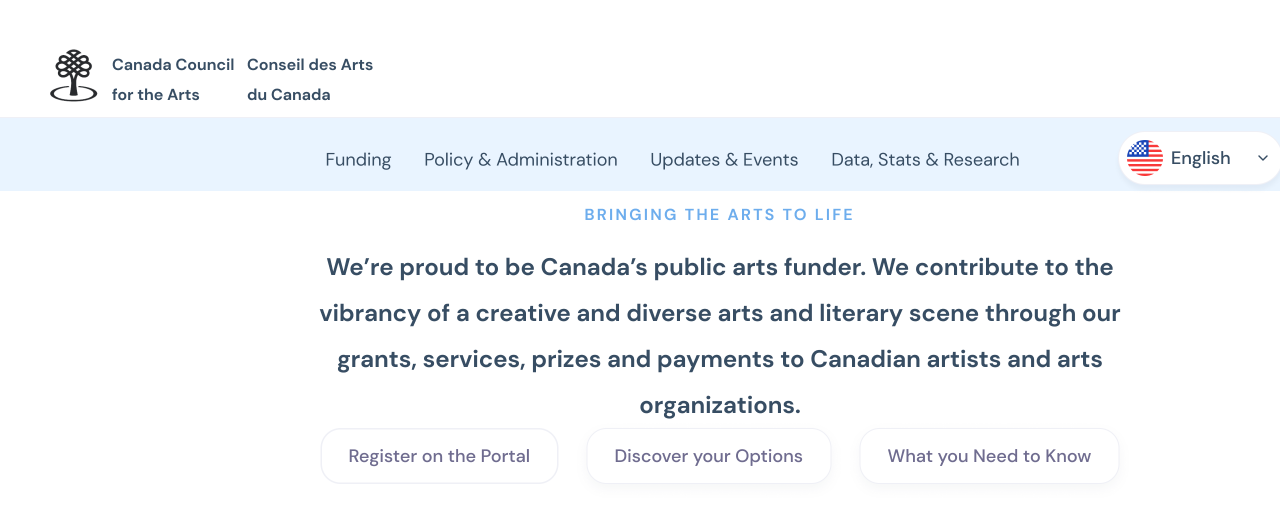 Canada Council Conseil des Arts
for the Arts du Canada
Funding Policy & Administration Updates & Events Data, Stats & Research English
BRINGING THE ARTS TO LIFE
We’re proud to be Canada’s public arts funder. We contribute to the
vibrancy of a creative and diverse arts and literary scene through our
grants, services, prizes and payments to Canadian artists and arts
organizations.
Register on the Portal Discover your Options What you Need to Know